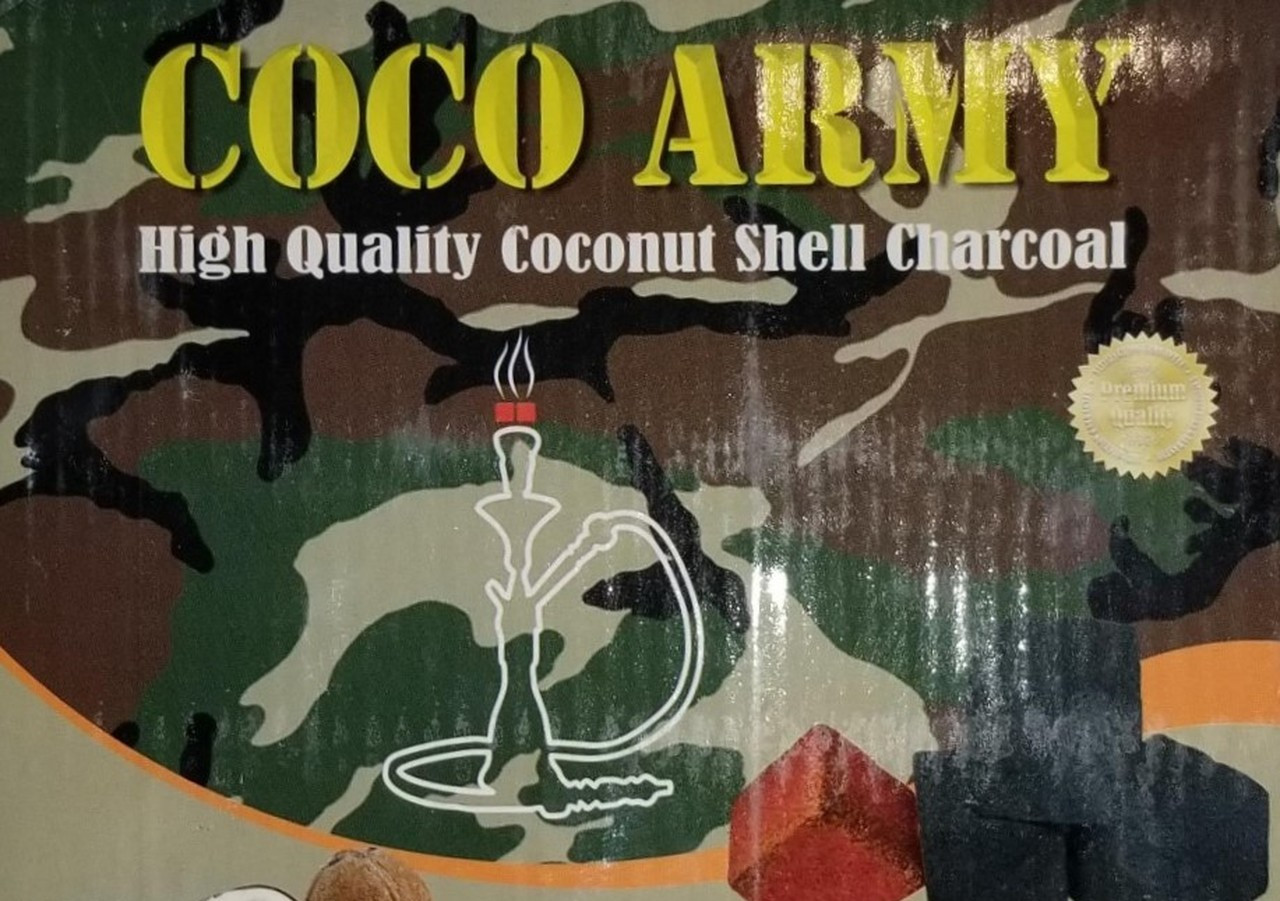 COCO ARMY
High Quality Coconut Shell Charcoal
Premium
Quality